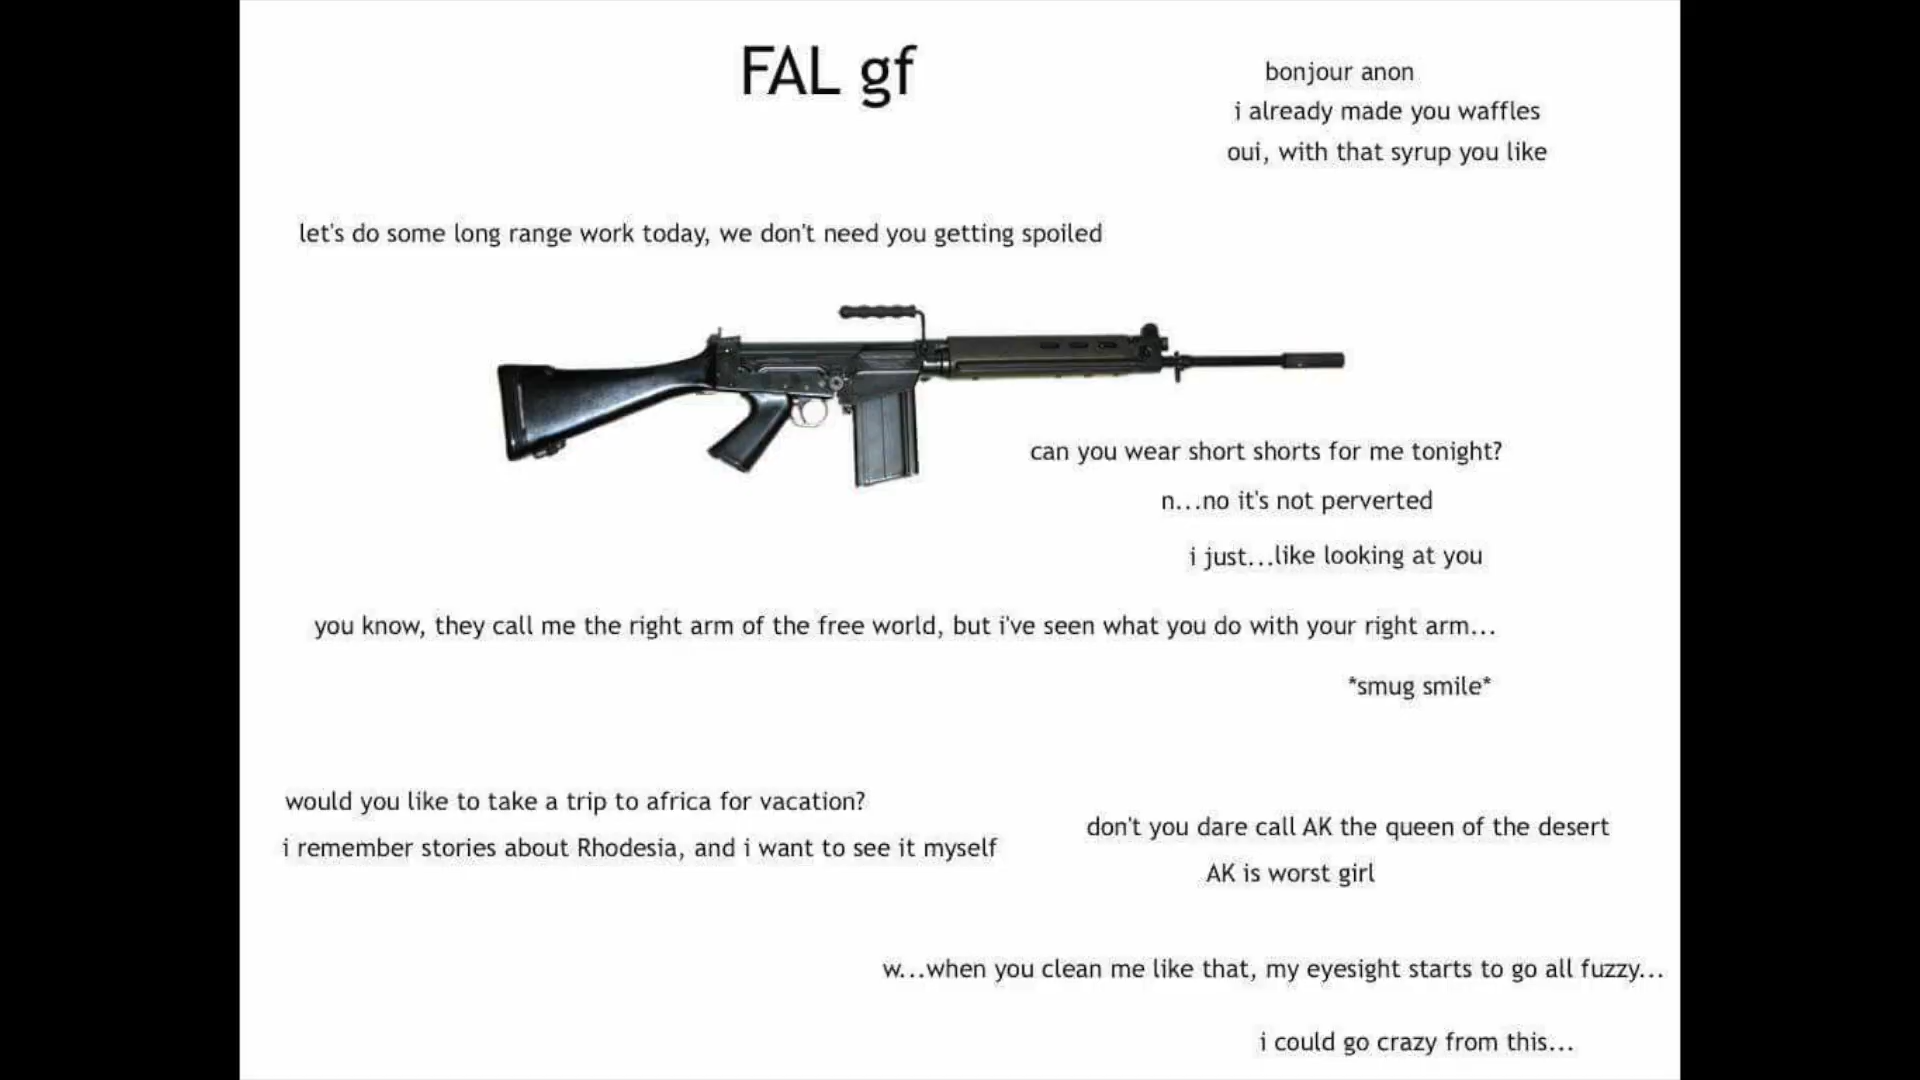 FAL gf
bonjour anon
i already made you waffles
oui, with that syrup you like
let's do some long range work today, we don't need you getting spoiled
can you wear short shorts for me tonight?
n...no it's not perverted
i just...like looking at you
you know, they call me the right arm of the free world, but i've seen what you do with your right arm...
*smug smile*
would you like to take a trip to africa for vacation?
i remember stories about Rhodesia, and i want to see it myself
don't you dare call AK the queen of the desert
AK is worst girl
w...when you clean me like that, my eyesight starts to go all fuzzy...
i could go crazy from this...